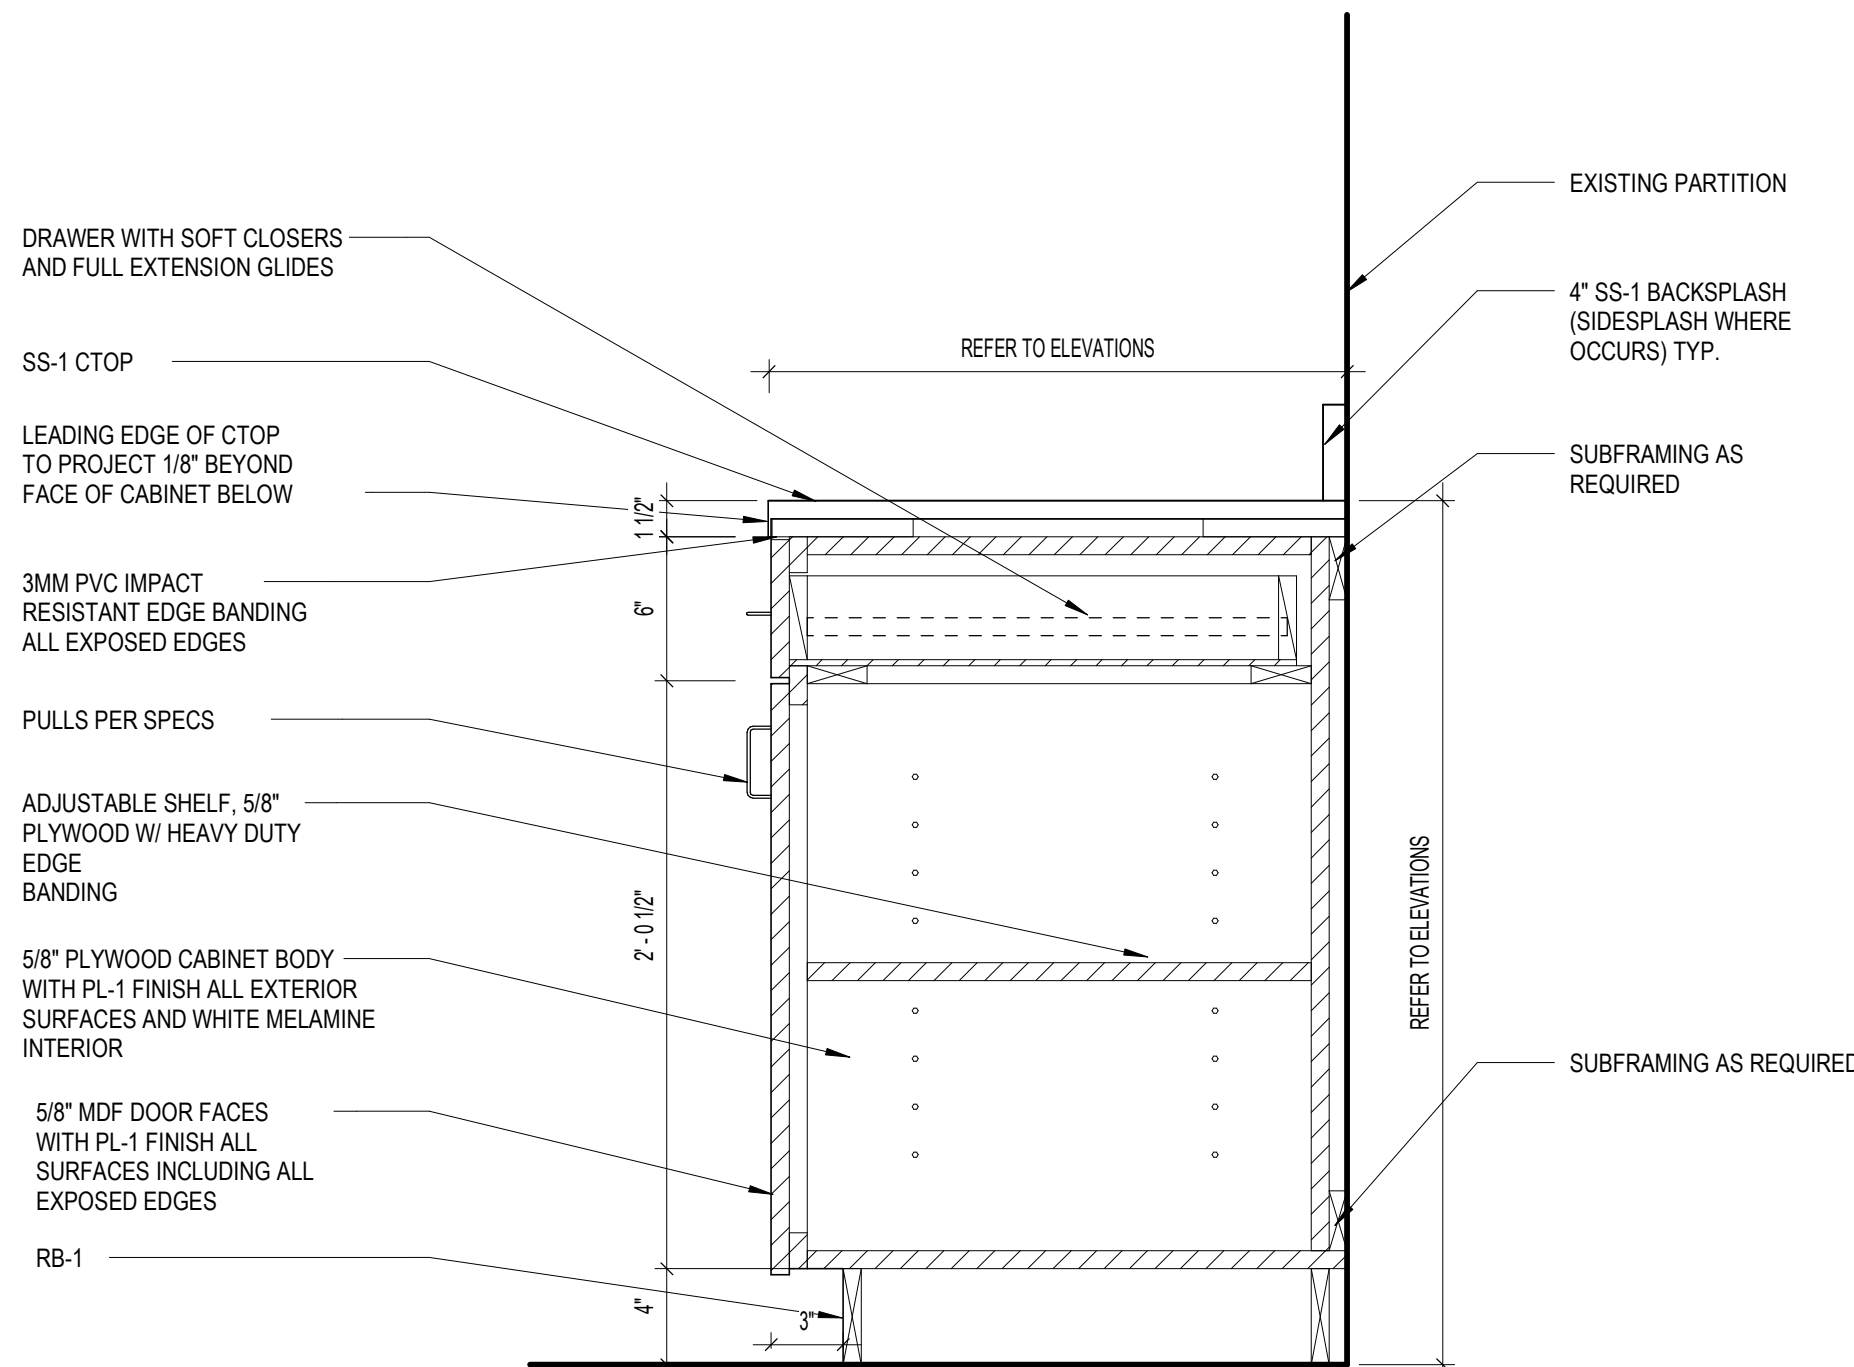 DRAWER WITH SOFT CLOSERS
AND FULL EXTENSION GLIDES
SS-1 CTOP
LEADING EDGE OF CTOP
TO PROJECT 1/8" BEYOND
FACE OF CABINET BELOW
3MM PVC IMPACT
RESISTANT EDGE BANDING
ALL EXPOSED EDGES
PULLS PER SPECS
ADJUSTABLE SHELF, 5/8"
PLYWOOD W/ HEAVY DUTY
EDGE
BANDING
5/8" PLYWOOD CABINET BODY
WITH PL-1 FINISH ALL EXTERIOR
SURFACES AND WHITE MELAMINE
INTERIOR
5/8" MDF DOOR FACES
WITH PL-1 FINISH ALL
SURFACES INCLUDING ALL
EXPOSED EDGES
RB-1
REFER TO ELEVATIONS
1 1/2"
6"
2' - 0 1/2"
4"
3"
REFER TO ELEVATIONS
EXISTING PARTITION
4" SS-1 BACKSPLASH
(SIDESPLASH WHERE
OCCURS) TYP.
SUBFRAMING AS
REQUIRED
SUBFRAMING AS REQUIRED